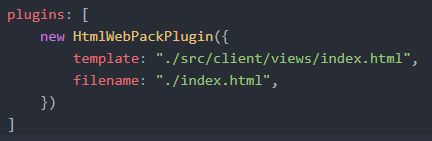 plugins: [
    new HtmlWebPackPlugin({
        template: "./src/client/views/index.html",
        filename: "./index.html",
    })
]